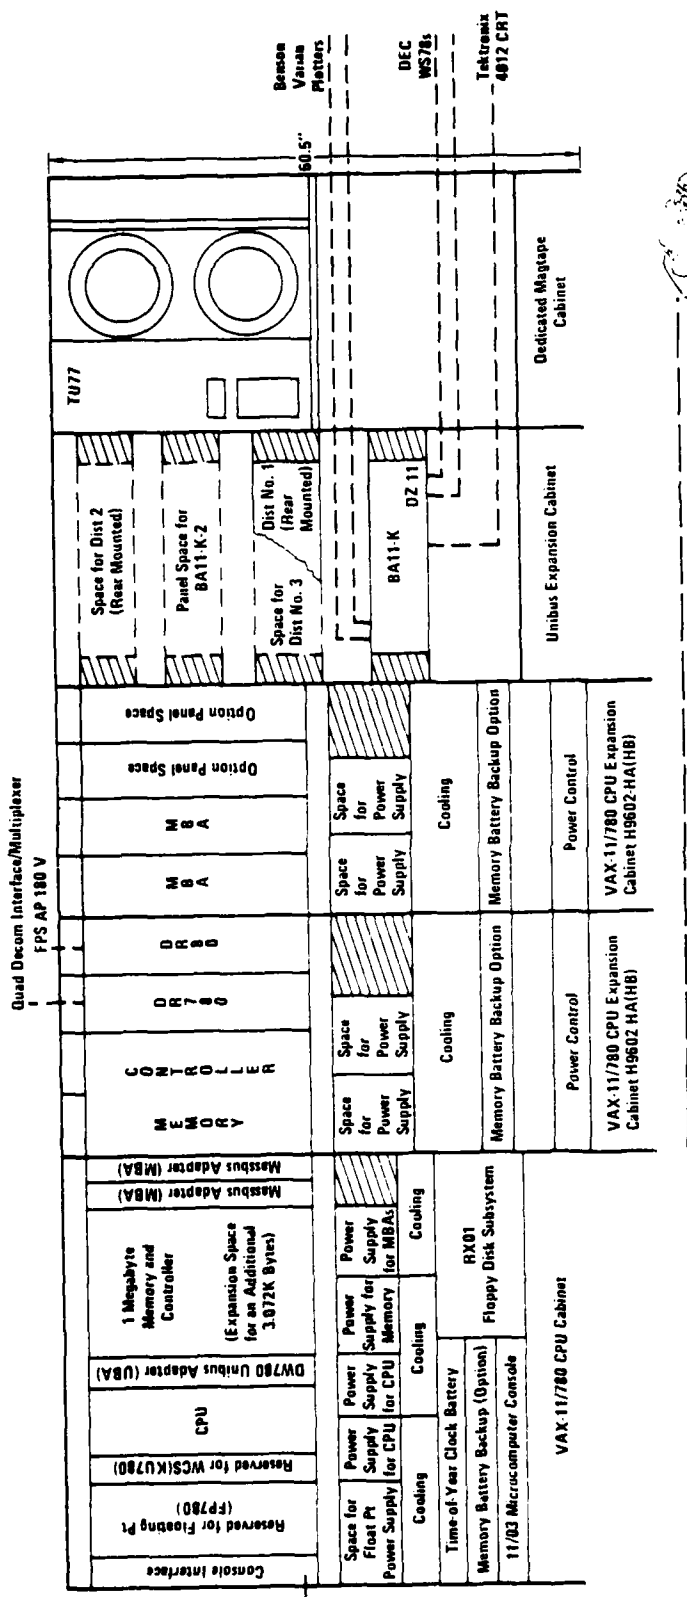 Quad Decom Interface/Multiplexer
FPS AP 180 V
Console Interface
Reserved for Floating Pt
(FP780)
Reserved for WCS(KU780)
CPU
DW780 Unibus Adapter (UBA)
1 Megabyte
Memory and
Controller
(Expansion Space
for an Additional
3.072K Bytes)
Massbus Adapter (MBA)
Massbus Adapter (MBA)
MEMORY
CONTROLLER
DR780
DR80
MBA
MBA
Option Panel Space
Option Panel Space
Space for Dist 2
(Rear Mounted)
Panel Space for
BA11-K-2
Space for
Dist No. 3
Dist No. 1
(Rear
Mounted)
BA11-K
DZ 11
TU77
60.5"
Benson
Varian
Plotters
DEC
WS78s
Tektronix
4012 CRT
Space for
Float Pt
Power Supply
Power
Supply
for CPU
Power
Supply
for CPU
Power
Supply for
Memory
Power
Supply
for MBAs
Cooling
Cooling
Cooling
Time-of-Year Clock Battery
Memory Battery Backup (Option)
11/03 Microcomputer Console
RX01
Floppy Disk Subsystem
VAX-11/780 CPU Cabinet
Space
for
Power
Supply
Space
for
Power
Supply
Cooling
Memory Battery Backup Option
Power Control
VAX-11/780 CPU Expansion
Cabinet H9602 HA(HB)
Space
for
Power
Supply
Space
for
Power
Supply
Cooling
Memory Battery Backup Option
Power Control
VAX-11/780 CPU Expansion
Cabinet H9602-HA(HB)
Unibus Expansion Cabinet
Dedicated Magtape
Cabinet